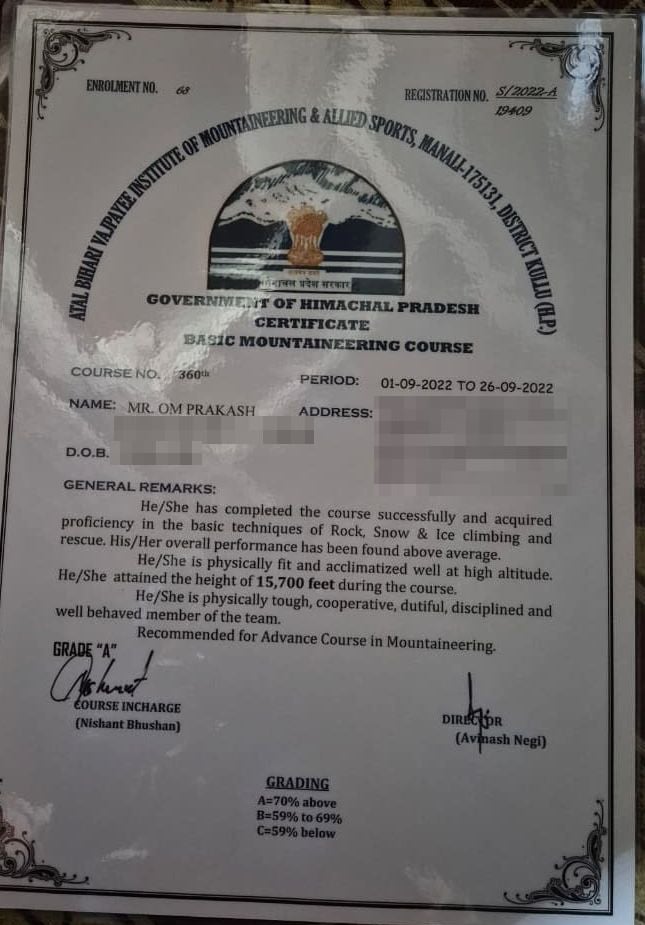 ENROLMENT NO. 68
REGISTRATION NO. S/2022-A
19409
ATAL BIHARI VAJPAYEE INSTITUTE OF MOUNTAINEERING & ALLIED SPORTS, MANALI-175131, DISTRICT KULLU (H.P.)
हिमाचल प्रदेश सरकार
GOVERNMENT OF HIMACHAL PRADESH
CERTIFICATE
BASIC MOUNTAINEERING COURSE
COURSE NO. 360th
PERIOD: 01-09-2022 TO 26-09-2022
NAME: MR. OM PRAKASH
ADDRESS:
D.O.B.
GENERAL REMARKS:
He/She has completed the course successfully and acquired
proficiency in the basic techniques of Rock, Snow & Ice climbing and
rescue. His/Her overall performance has been found above average.
He/She is physically fit and acclimatized well at high altitude.
He/She attained the height of 15,700 feet during the course.
He/She is physically tough, cooperative, dutiful, disciplined and
well behaved member of the team.
Recommended for Advance Course in Mountaineering.
GRADE "A"
COURSE INCHARGE
(Nishant Bhushan)
DIRECTOR
(Avinash Negi)
GRADING
A=70% above
B=59% to 69%
C=59% below